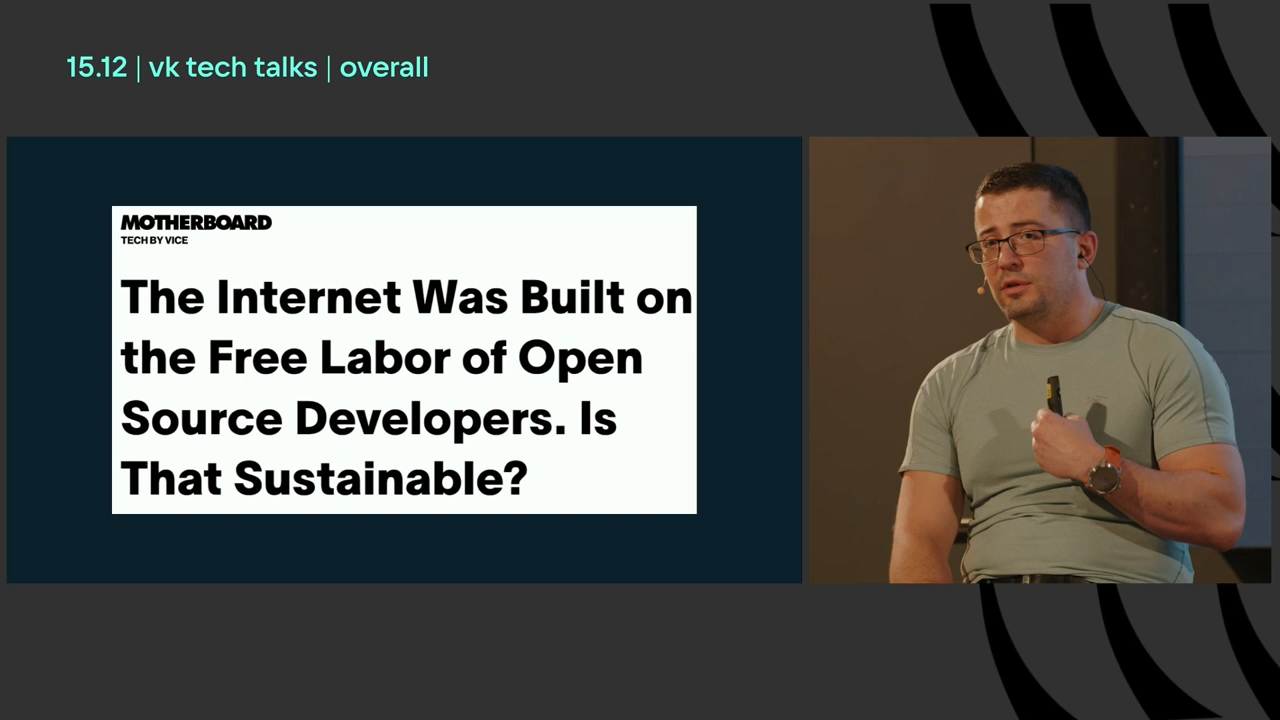 15.12 | vk tech talks | overall
MOTHERBOARD
TECH BY VICE
The Internet Was Built on
the Free Labor of Open
Source Developers. Is
That Sustainable?